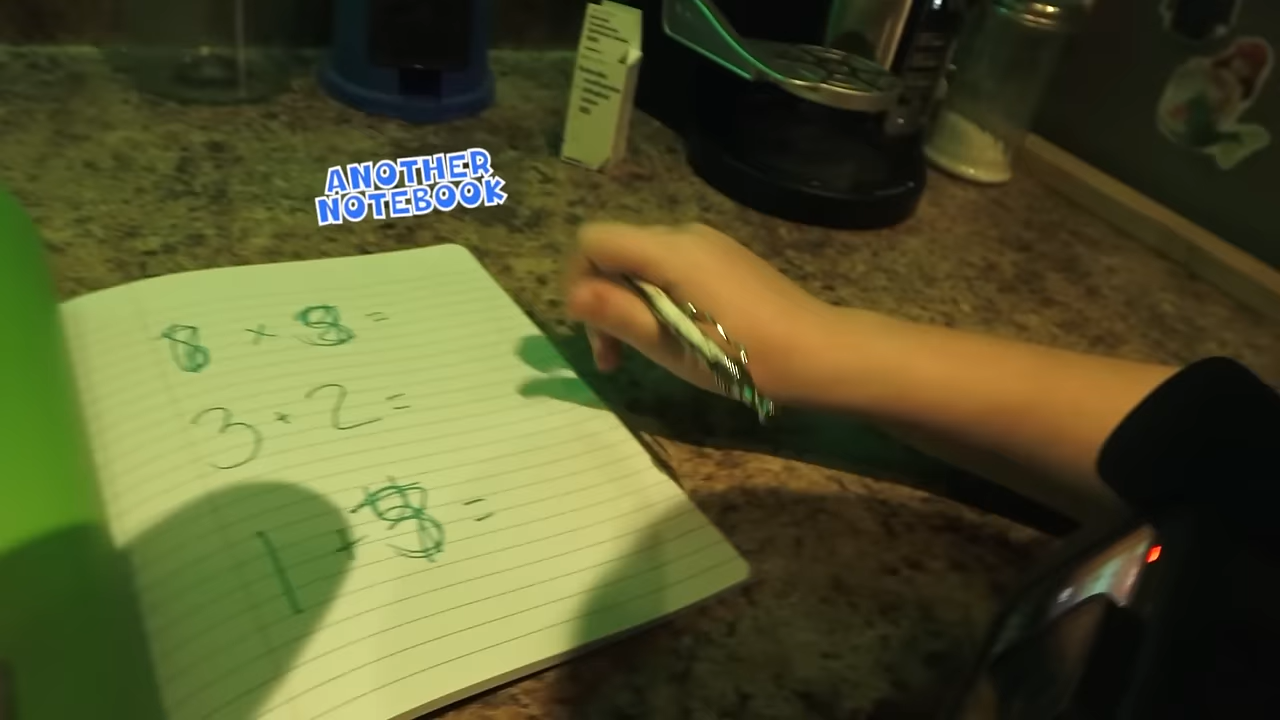 ANOTHER
NOTEBOOK
8 x 8 =
3 + 2 =
1 + 8 =